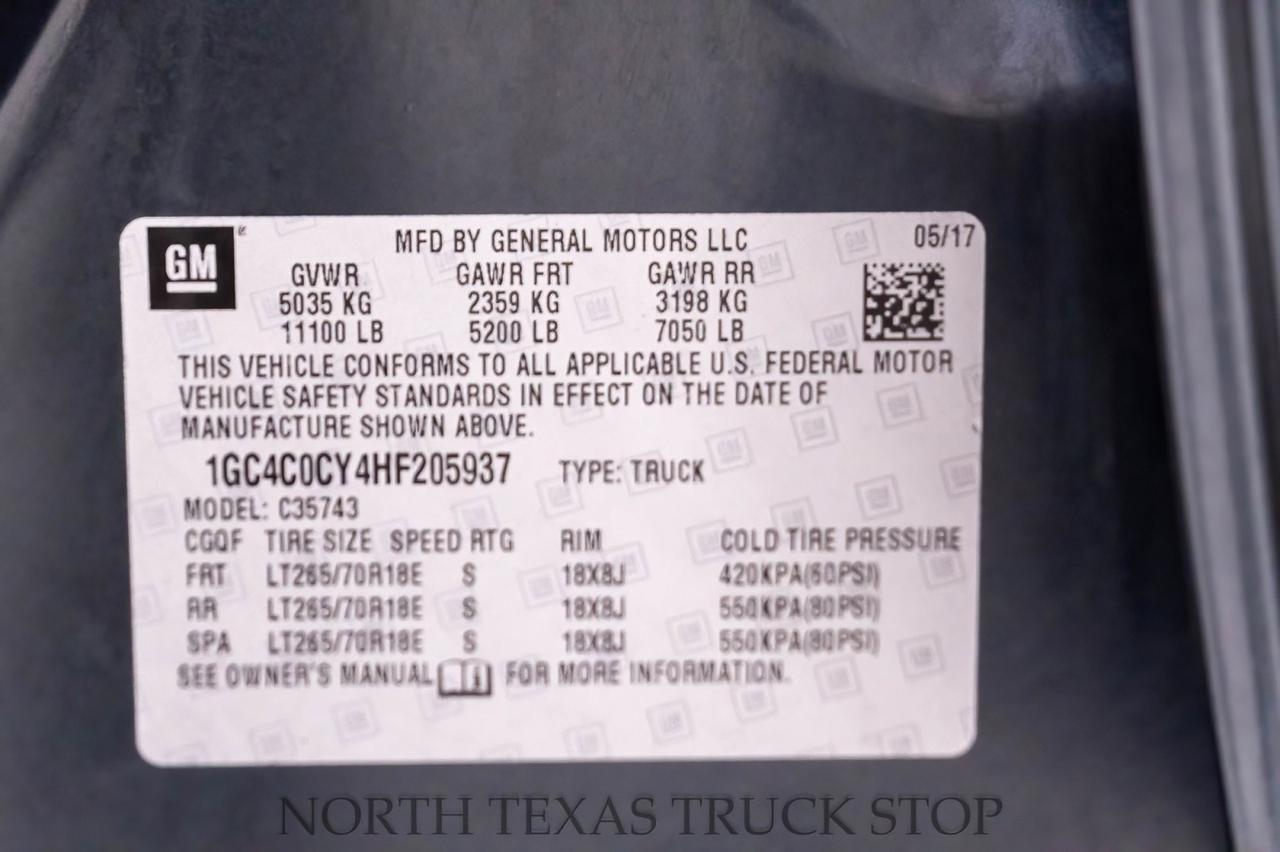 GM
MFD BY GENERAL MOTORS LLC 05/17
GVWR GAWR FRT GAWR RR
5035 KG 2359 KG 3198 KG
11100 LB 5200 LB 7050 LB
THIS VEHICLE CONFORMS TO ALL APPLICABLE U.S. FEDERAL MOTOR
VEHICLE SAFETY STANDARDS IN EFFECT ON THE DATE OF
MANUFACTURE SHOWN ABOVE.
1GC4C0CY4HF205937 TYPE: TRUCK
MODEL: C35743
CGQF TIRE SIZE SPEED RTG RIM COLD TIRE PRESSURE
FRT LT265/70R18E S 18X8J 420KPA(60PSI)
RR LT265/70R18E S 18X8J 550KPA(80PSI)
SPA LT265/70R18E S 18X8J 550KPA(80PSI)
SEE OWNER'S MANUAL FOR MORE INFORMATION.
NORTH TEXAS TRUCK STOP